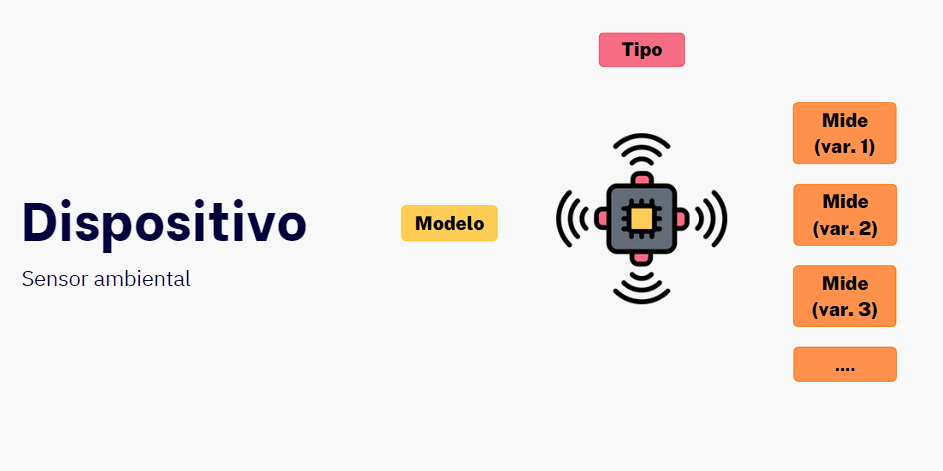 Tipo
Mide
(var. 1)
Dispositivo
Modelo
Mide
(var. 2)
Sensor ambiental
Mide
(var. 3)
....